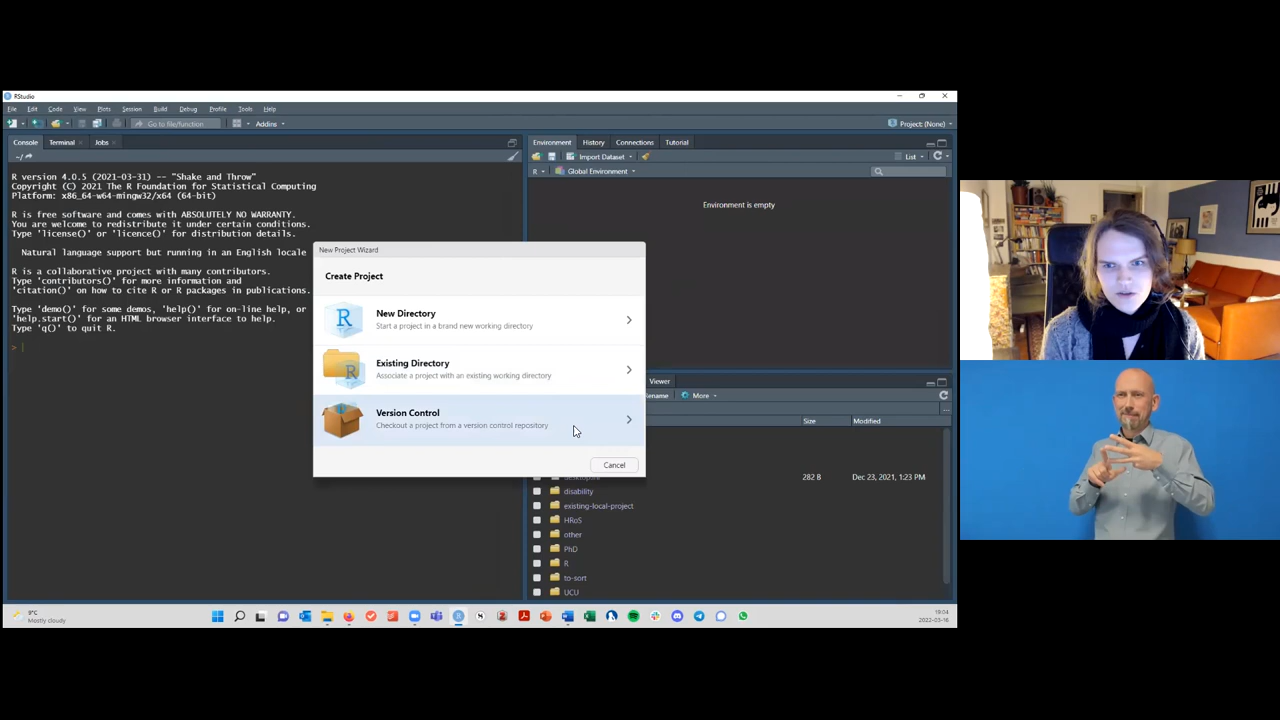 RStudio
File Edit Code View Plots Session Build Debug Profile Tools Help
Go to file/function Addins Project: (None)
Console Terminal Jobs
~/
R version 4.0.5 (2021-03-31) -- "Shake and Throw"
Copyright (C) 2021 The R Foundation for Statistical Computing
Platform: x86_64-w64-mingw32/x64 (64-bit)
R is free software and comes with ABSOLUTELY NO WARRANTY.
You are welcome to redistribute it under certain conditions.
Type 'license()' or 'licence()' for distribution details.
Natural language support but running in an English locale
R is a collaborative project with many contributors.
Type 'contributors()' for more information and
'citation()' on how to cite R or R packages in publications.
Type 'demo()' for some demos, 'help()' for on-line help, or
'help.start()' for an HTML browser interface to help.
Type 'q()' to quit R.
>
New Project Wizard
Create Project
New Directory
Start a project in a brand new working directory
Existing Directory
Associate a project with an existing working directory
Version Control
Checkout a project from a version control repository
Cancel
Environment History Connections Tutorial
Import Dataset List
R Global Environment
Environment is empty
Viewer
More
Size Modified
282 B Dec 23, 2021, 1:23 PM
disability
existing-local-project
HRoS
other
PhD
R
to-sort
UCU
9°C
Mostly cloudy
19:04
2022-03-16